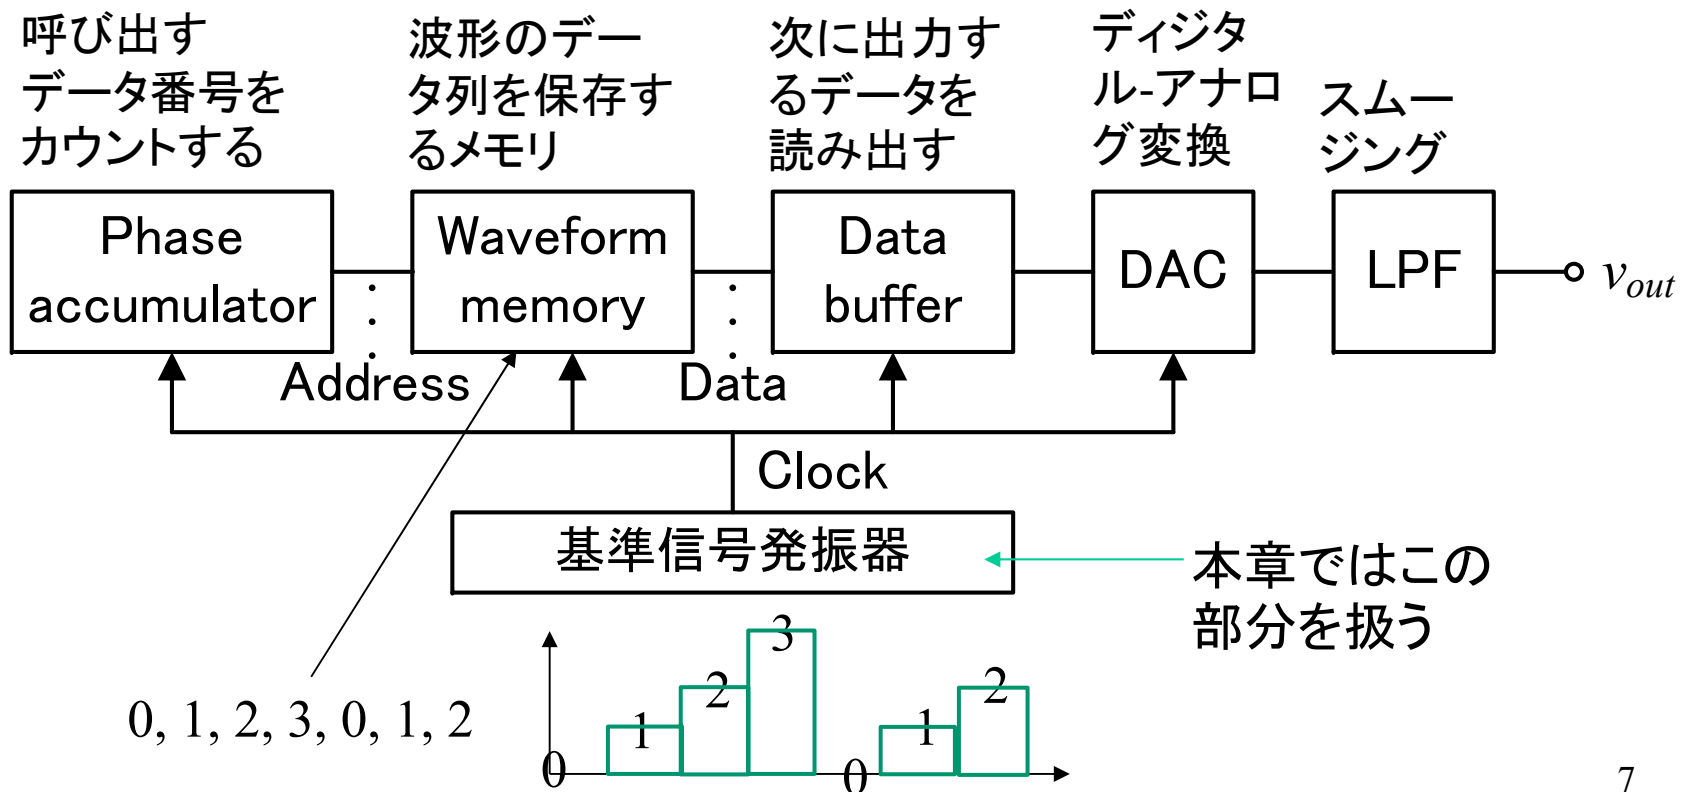 呼び出す
データ番号を
カウントする
波形のデー
タ列を保存す
るメモリ
次に出力す
るデータを
読み出す
ディジタ
ル-アナロ
グ変換
スムー
ジング
Phase
accumulator
Waveform
memory
Data
buffer
DAC
LPF
vout
Address
Data
Clock
基準信号発振器
本章ではこの
部分を扱う
0, 1, 2, 3, 0, 1, 2
0 1 2 3 0 1 2
7